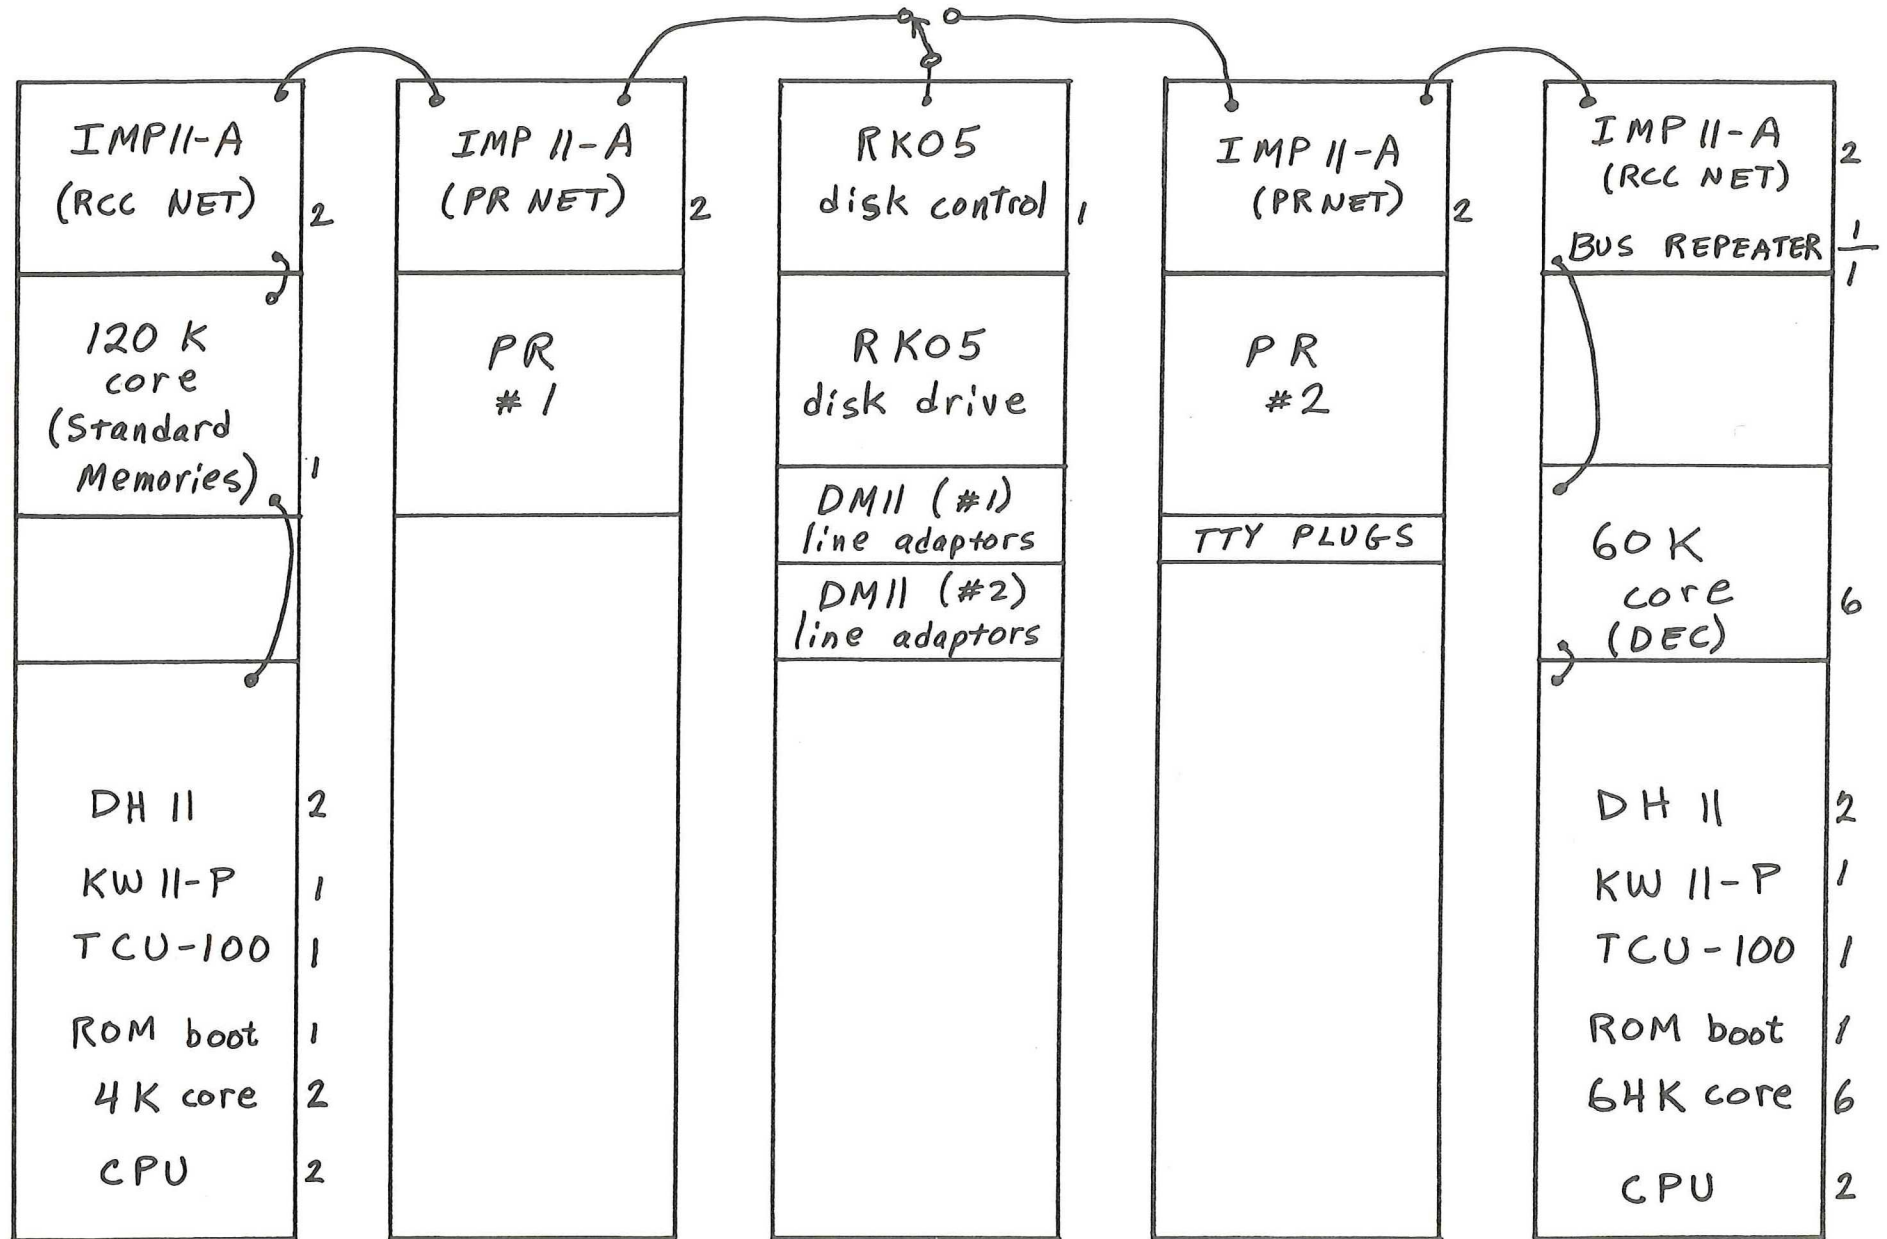 IMP11-A
(RCC NET)
2
120 K
core
(Standard
Memories)
1
DH 11
2
KW 11-P
1
TCU-100
1
ROM boot
1
4K core
2
CPU
2
IMP 11-A
(PR NET)
2
PR
#1
RK05
disk control
1
RK05
disk drive
DM11 (#1)
line adaptors
DM11 (#2)
line adaptors
IMP 11-A
(PR NET)
2
PR
#2
TTY PLUGS
IMP 11-A
(RCC NET)
2
BUS REPEATER
1
1
60 K
core
(DEC)
6
DH 11
2
KW 11-P
1
TCU-100
1
ROM boot
1
64K core
6
CPU
2